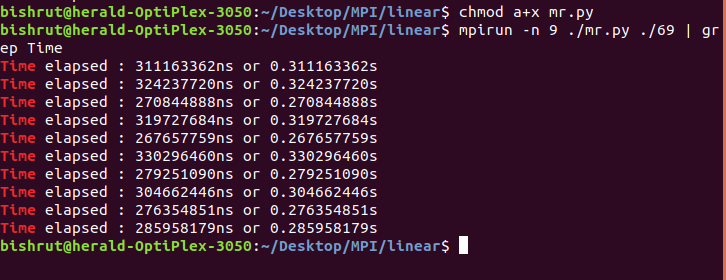 bishrut@herald-OptiPlex-3050:~/Desktop/MPI/linear$ chmod a+x mr.py
bishrut@herald-OptiPlex-3050:~/Desktop/MPI/linear$ mpirun -n 9 ./mr.py ./69 | gr
ep Time
Time elapsed : 311163362ns or 0.311163362s
Time elapsed : 324237720ns or 0.324237720s
Time elapsed : 270844888ns or 0.270844888s
Time elapsed : 319727684ns or 0.319727684s
Time elapsed : 267657759ns or 0.267657759s
Time elapsed : 330296460ns or 0.330296460s
Time elapsed : 279251090ns or 0.279251090s
Time elapsed : 304662446ns or 0.304662446s
Time elapsed : 276354851ns or 0.276354851s
Time elapsed : 285958179ns or 0.285958179s
bishrut@herald-OptiPlex-3050:~/Desktop/MPI/linear$